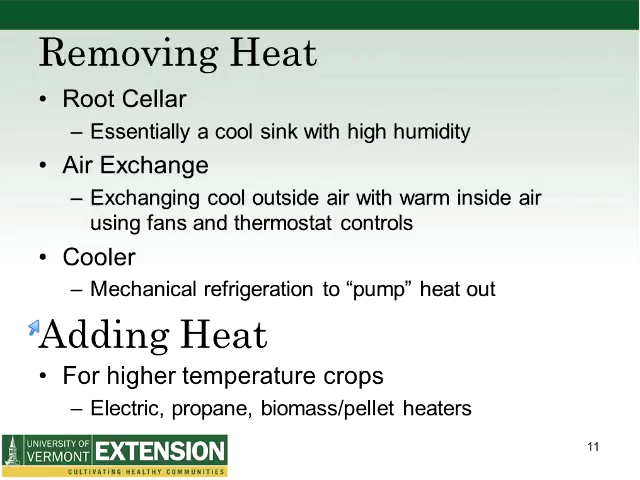 Removing Heat
• Root Cellar
– Essentially a cool sink with high humidity
• Air Exchange
– Exchanging cool outside air with warm inside air
using fans and thermostat controls
• Cooler
– Mechanical refrigeration to “pump” heat out
Adding Heat
• For higher temperature crops
– Electric, propane, biomass/pellet heaters
UNIVERSITY OF
VERMONT EXTENSION
CULTIVATING HEALTHY COMMUNITIES
11